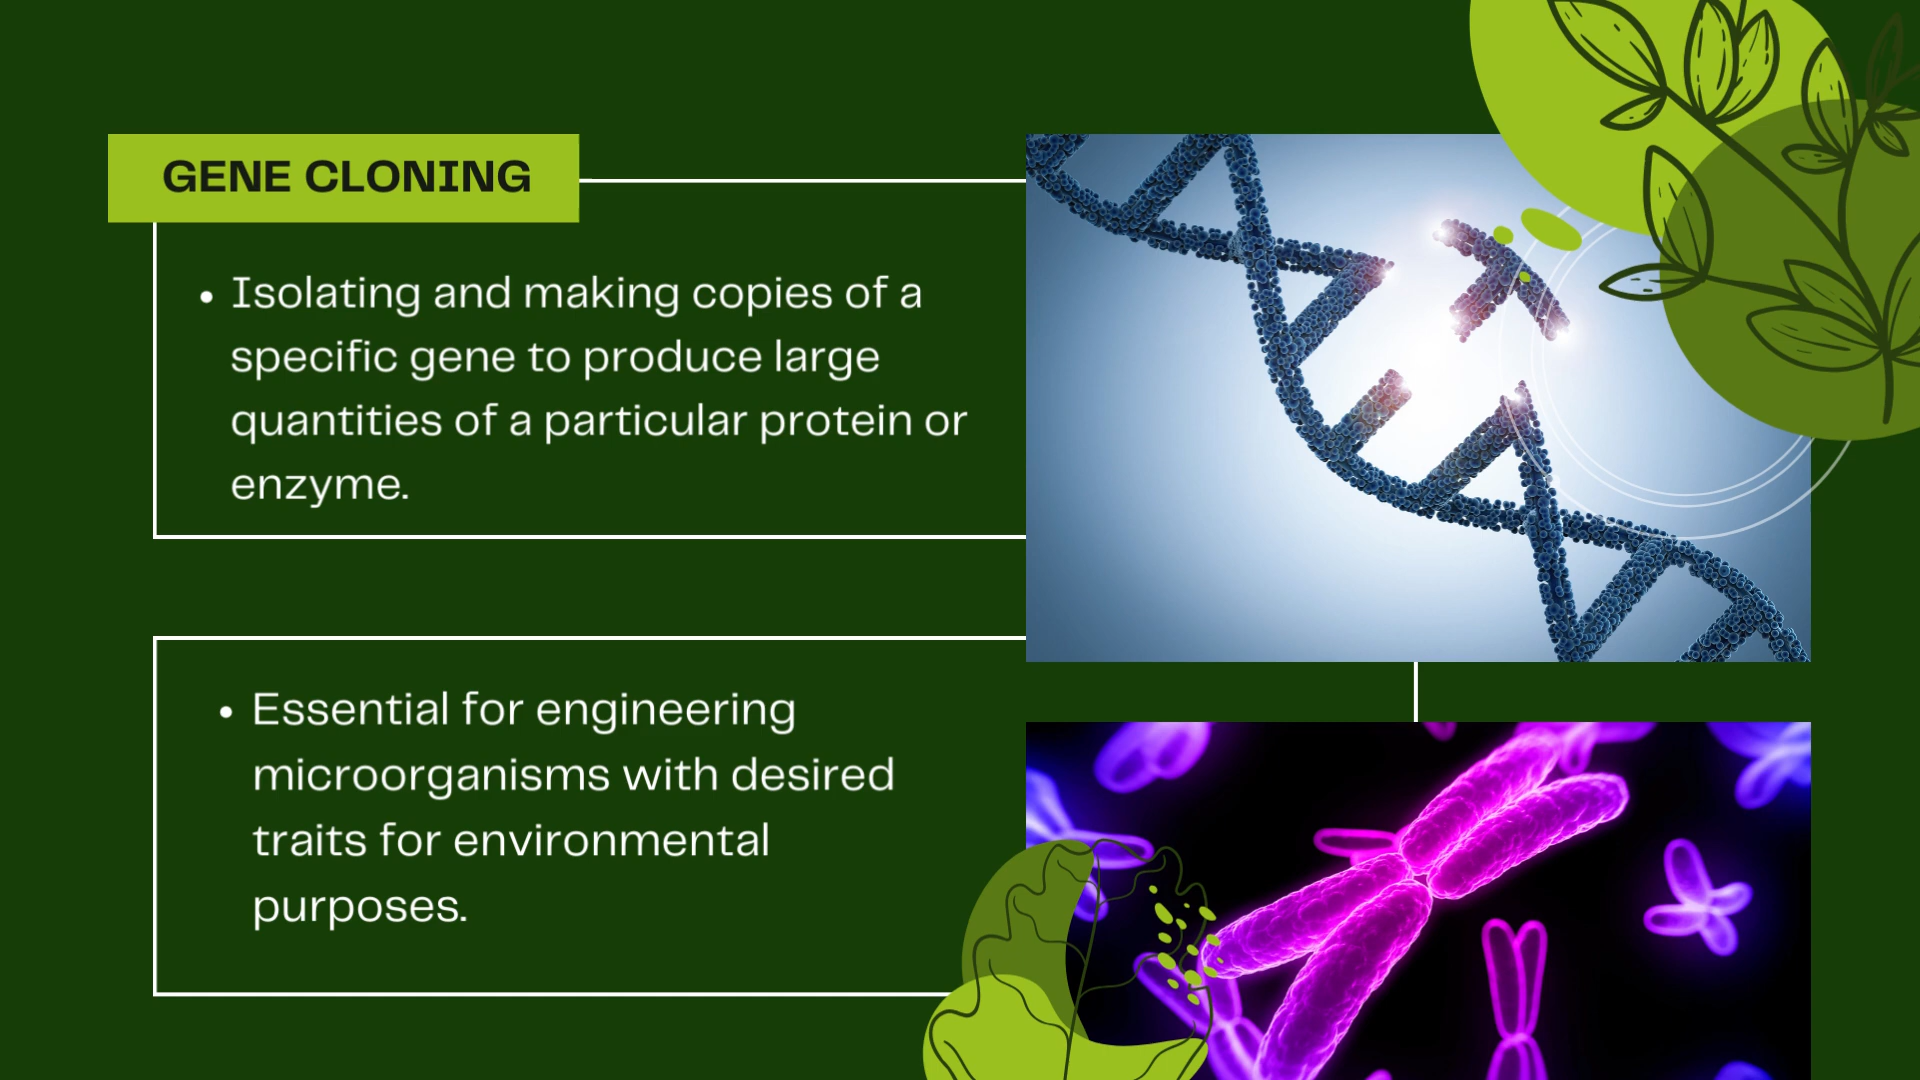 GENE CLONING
• Isolating and making copies of a
specific gene to produce large
quantities of a particular protein or
enzyme.
• Essential for engineering
microorganisms with desired
traits for environmental
purposes.